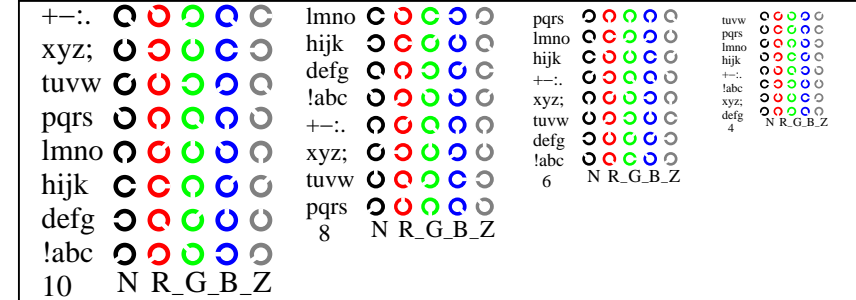 +−:.
xyz;
tuvw
pqrs
lmno
hijk
defg
!abc
10 N R_G_B_Z
lmno
hijk
defg
!abc
+−:.
xyz;
tuvw
pqrs
8 N R_G_B_Z
pqrs
lmno
hijk
+−:.
xyz;
tuvw
defg
!abc
6 N R_G_B_Z
tuvw
pqrs
lmno
hijk
+−:.
!abc
xyz;
defg
4 N R_G_B_Z